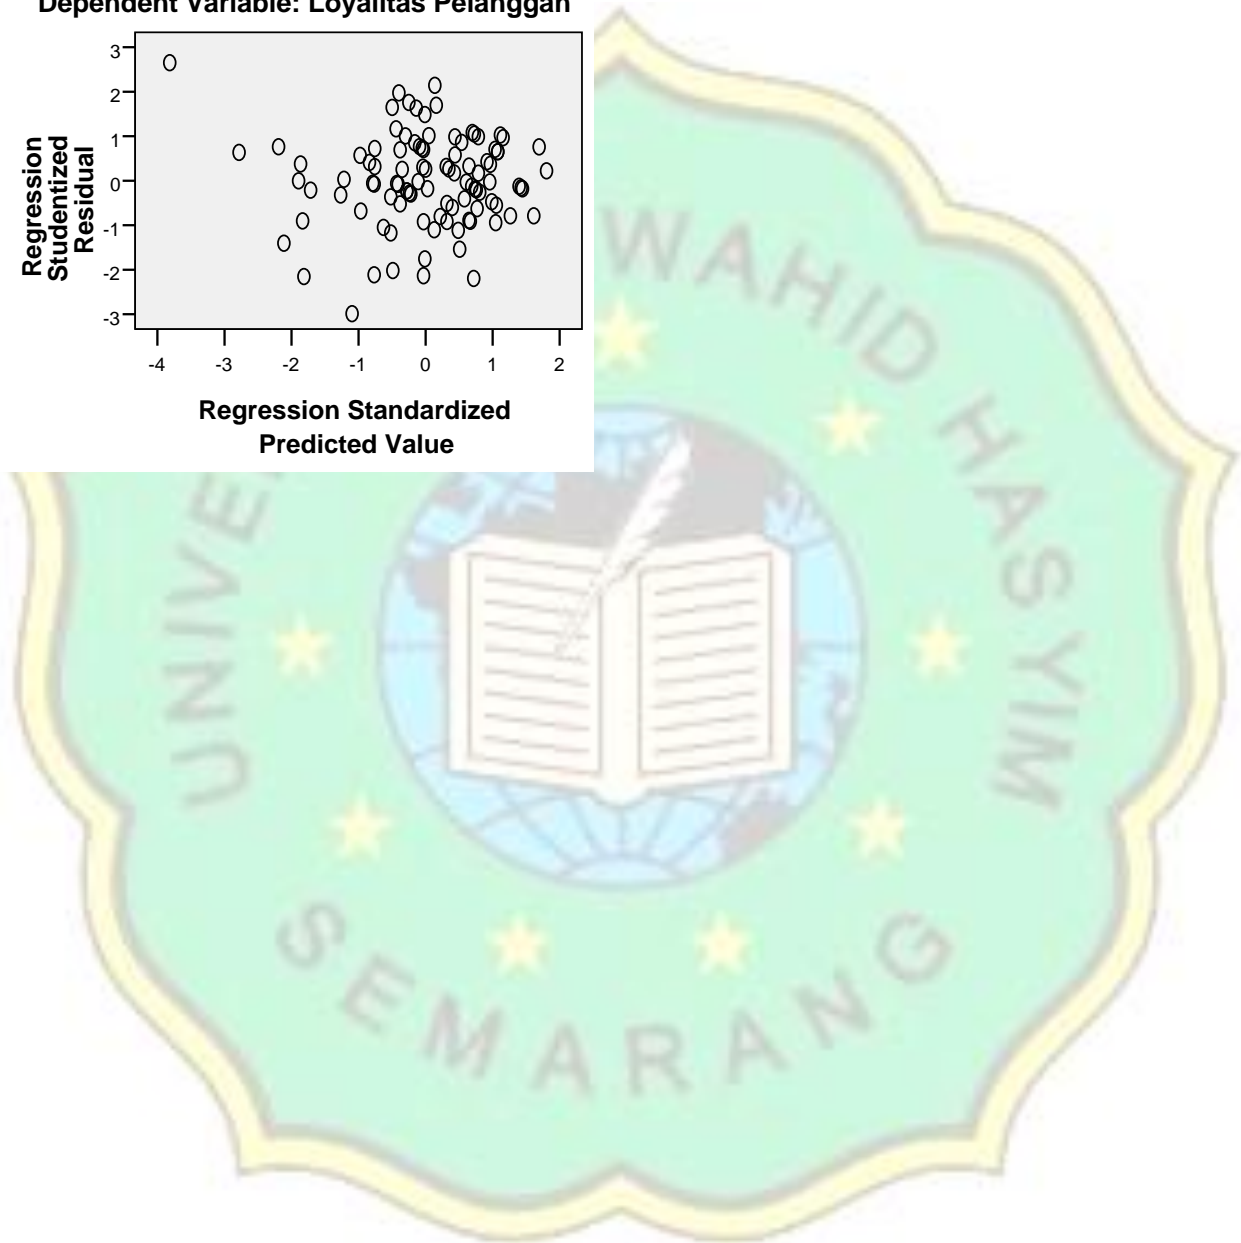 Dependent Variable: Loyalitas Pelanggan
3
2
1
0
-1
-2
-3
Regression
Studentized
Residual
-4 -3 -2 -1 0 1 2
Regression Standardized
Predicted Value
WAHID HASYIM
SEMARANG